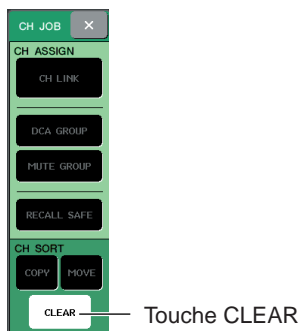 CH JOB ×
CH ASSIGN
CH LINK
DCA GROUP
MUTE GROUP
RECALL SAFE
CH SORT
COPY MOVE
CLEAR Touche CLEAR